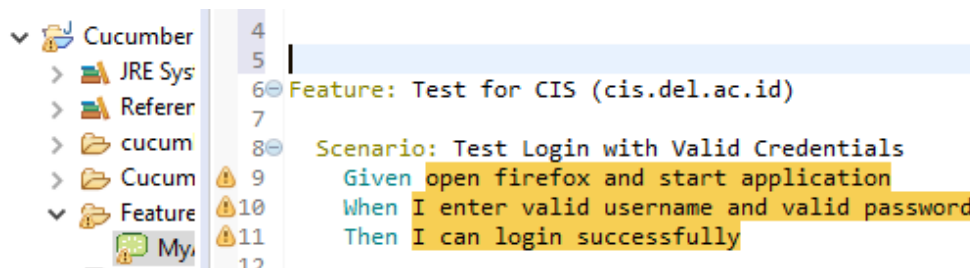 Cucumber
JRE Sys
Referer
cucum
Cucum
Feature
My
4
5
6 Feature: Test for CIS (cis.del.ac.id)
7
8 Scenario: Test Login with Valid Credentials
9 Given open firefox and start application
10 When I enter valid username and valid password
11 Then I can login successfully
12